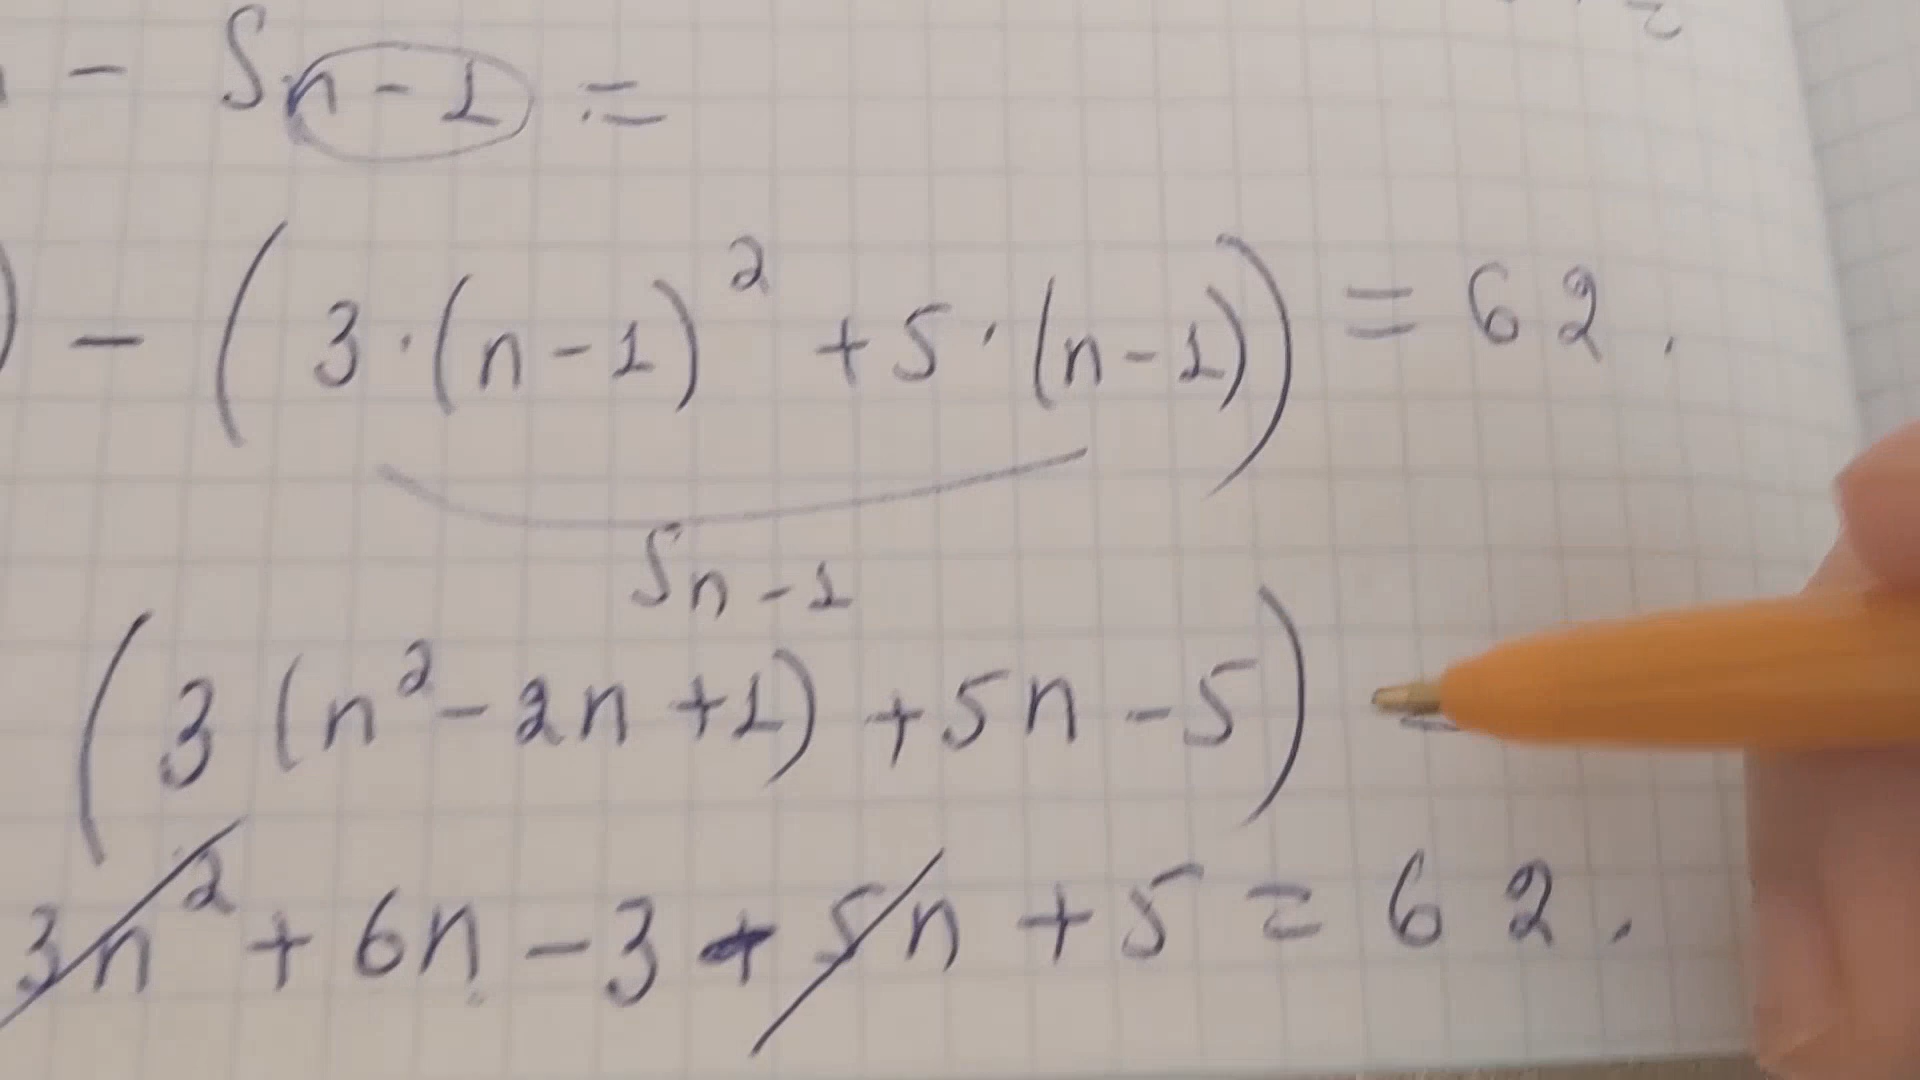 - Sn-1 =
) - (3·(n-1)² + 5·(n-1)) = 62.
Sn-1
(3(n²-2n+1)+5n-5)
3n² + 6n - 3 - 5n + 5 = 62.